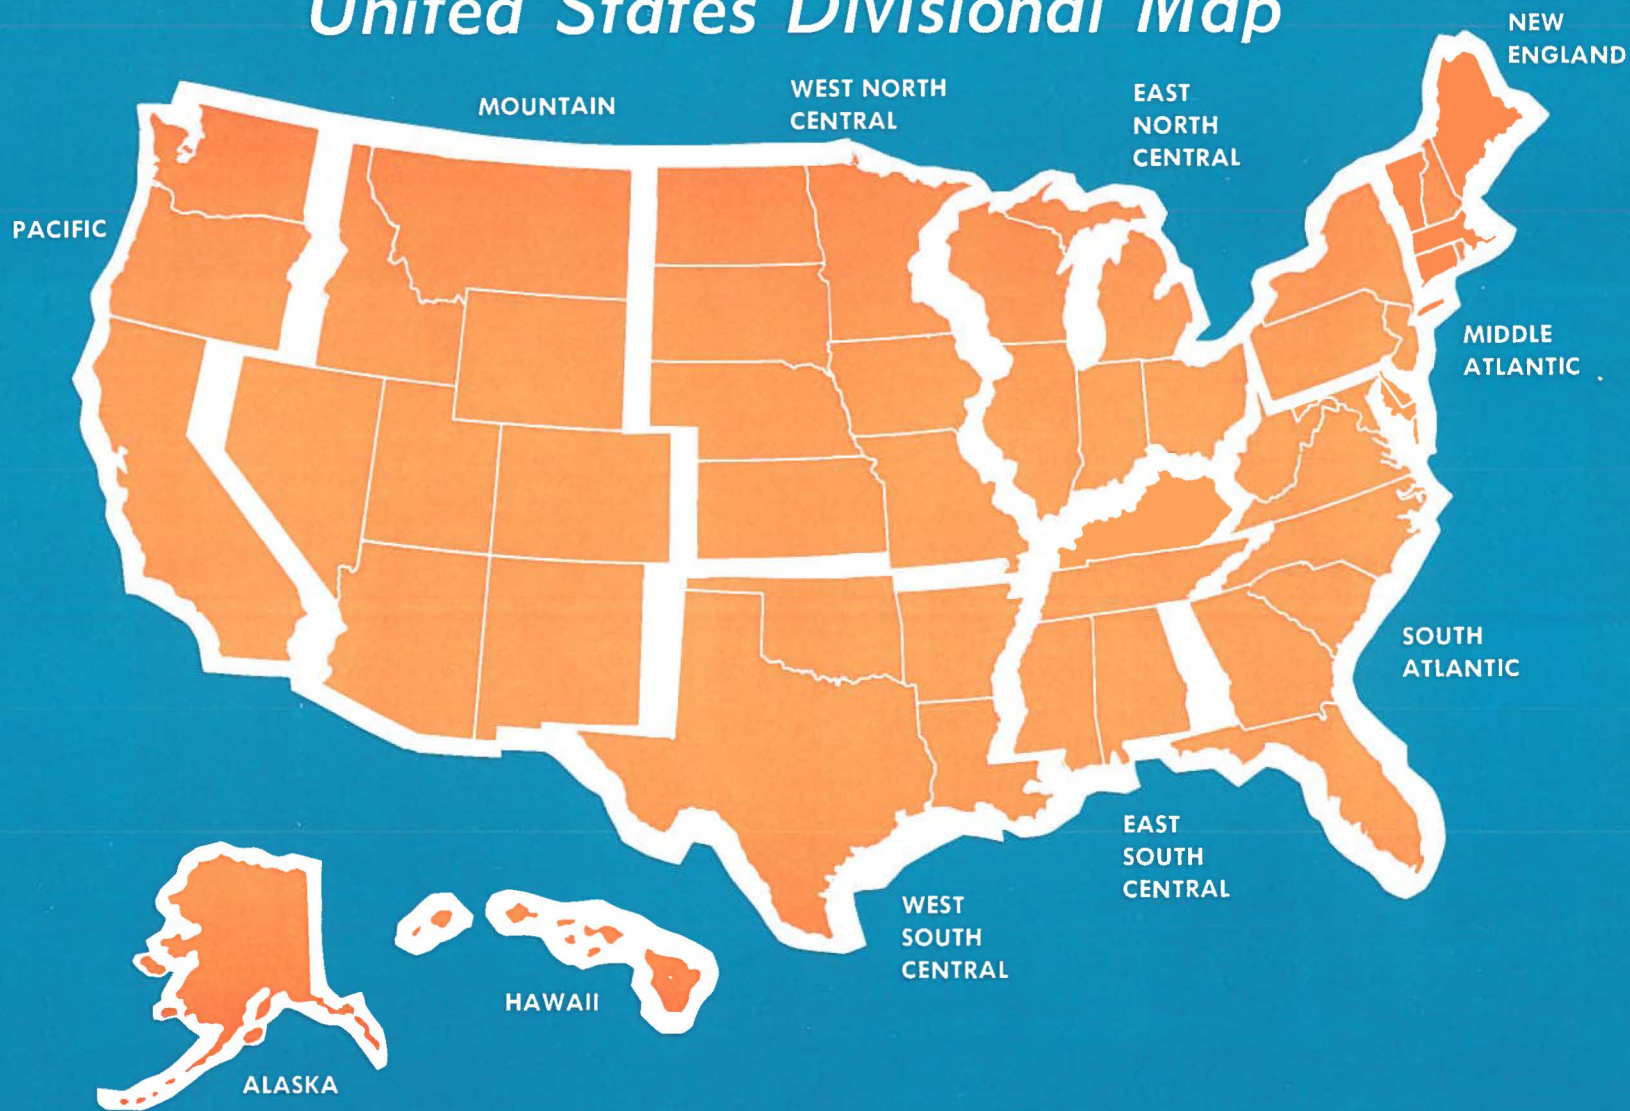 United States Divisional Map
NEW
ENGLAND
MOUNTAIN
WEST NORTH
CENTRAL
EAST
NORTH
CENTRAL
PACIFIC
MIDDLE
ATLANTIC
SOUTH
ATLANTIC
EAST
SOUTH
CENTRAL
WEST
SOUTH
CENTRAL
HAWAII
ALASKA